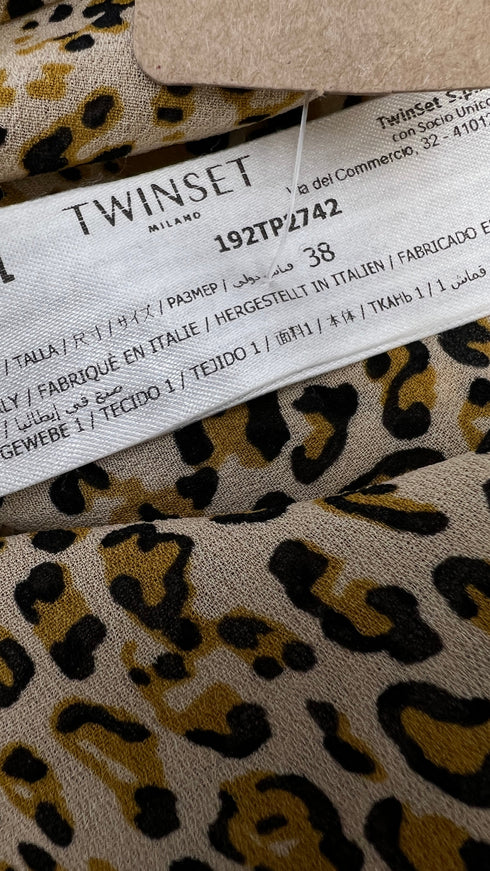 TwinSet S.p.
con Socio Unico
Via del Commercio, 32 - 4101
TWINSET
MILANO
192TP2742
/ TALLA / 尺寸 / サイズ / РАЗМЕР / 38
LY / FABRIQUÉ EN ITALIE / HERGESTELLT IN ITALIEN / FABRICADO E
صنع في إيطاليا /
GEWEBE 1 / TECIDO 1 / TEJIDO 1 / 面料1 / 本体 / TKAHb 1 / قماش 1